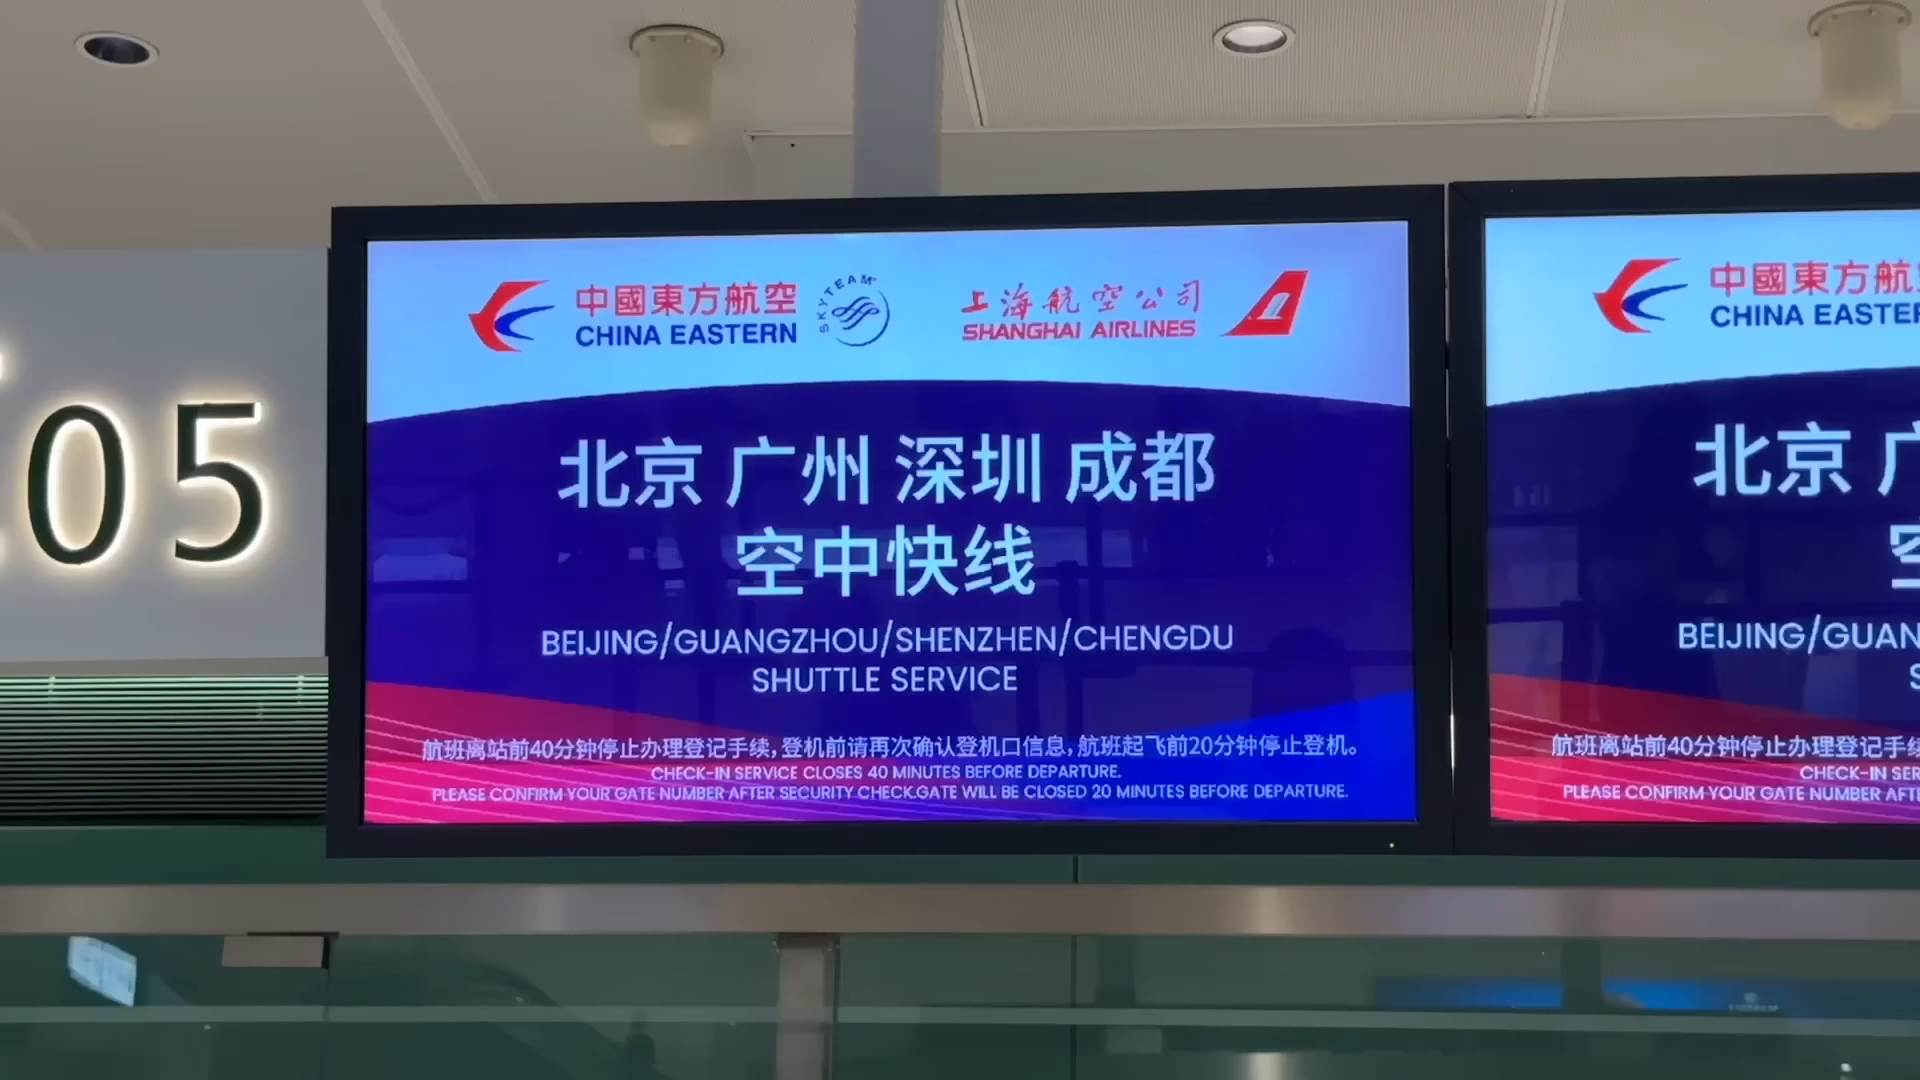 05
中國東方航空
CHINA EASTERN
SKYTEAM
上海航空公司
SHANGHAI AIRLINES
北京 广州 深圳 成都
空中快线
BEIJING/GUANGZHOU/SHENZHEN/CHENGDU
SHUTTLE SERVICE
航班离站前40分钟停止办理登记手续,登机前请再次确认登机口信息,航班起飞前20分钟停止登机。
CHECK-IN SERVICE CLOSES 40 MINUTES BEFORE DEPARTURE.
PLEASE CONFIRM YOUR GATE NUMBER AFTER SECURITY CHECK.GATE WILL BE CLOSED 20 MINUTES BEFORE DEPARTURE.
中國東方航
CHINA EASTER
北京 广
空
BEIJING/GUAN
S
航班离站前40分钟停止办理登记手续
CHECK-IN SER
PLEASE CONFIRM YOUR GATE NUMBER AFTE